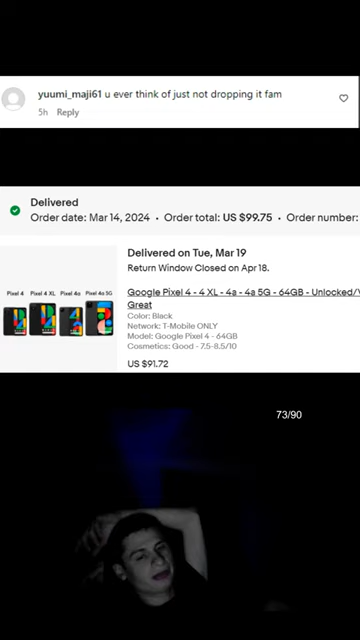 yuumi_maji61 u ever think of just not dropping it fam
5h Reply
Delivered
Order date: Mar 14, 2024 • Order total: US $99.75 • Order number:
Delivered on Tue, Mar 19
Return Window Closed on Apr 18.
Pixel 4 Pixel 4 XL Pixel 4a Pixel 4a 5G
Google Pixel 4 - 4 XL - 4a - 4a 5G - 64GB - Unlocked/V
Great
Color: Black
Network: T-Mobile ONLY
Model: Google Pixel 4 - 64GB
Cosmetics: Good - 7.5-8.5/10
US $91.72
73/90